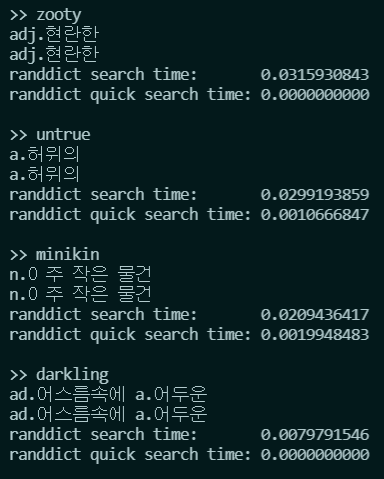 >> zooty
adj.현란한
adj.현란한
randdict search time:       0.0315930843
randdict quick search time: 0.0000000000
>> untrue
a.허위의
a.허위의
randdict search time:       0.0299193859
randdict quick search time: 0.0010666847
>> minikin
n.0 주 작은 물건
n.0 주 작은 물건
randdict search time:       0.0209436417
randdict quick search time: 0.0019948483
>> darkling
ad.어스름속에 a.어두운
ad.어스름속에 a.어두운
randdict search time:       0.0079791546
randdict quick search time: 0.0000000000